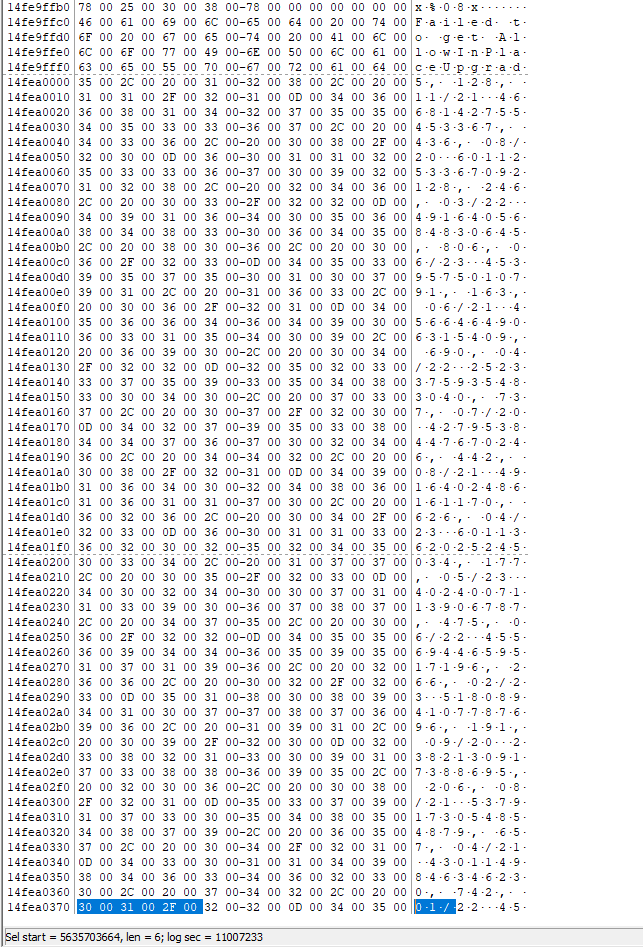 14fe9ffb0 78 00 25 00 30 00 38 00-78 00 00 00 00 00 00 00 x·%·0·8·x·······
14fe9ffc0 46 00 61 00 69 00 6C 00-65 00 64 00 20 00 74 00 F·a·i·l·e·d· ·t·
14fe9ffd0 6F 00 20 00 67 00 65 00-74 00 20 00 41 00 6C 00 o· ·g·e·t· ·A·l·
14fe9ffe0 6C 00 6F 00 77 00 49 00-6E 00 50 00 6C 00 61 00 l·o·w·I·n·P·l·a·
14fe9fff0 63 00 65 00 55 00 70 00-67 00 72 00 61 00 64 00 c·e·U·p·g·r·a·d·
14fea0000 35 00 2C 00 20 00 31 00-32 00 38 00 2C 00 20 00 5·,· ·1·2·8·,· ·
14fea0010 31 00 31 00 2F 00 32 00-31 00 0D 00 34 00 36 00 1·1·/·2·1···4·6·
14fea0020 36 00 38 00 31 00 34 00-32 00 37 00 35 00 35 00 6·8·1·4·2·7·5·5·
14fea0030 34 00 35 00 33 00 33 00-36 00 37 00 2C 00 20 00 4·5·3·3·6·7·,· ·
14fea0040 34 00 33 00 36 00 2C 00-20 00 30 00 38 00 2F 00 4·3·6·,· ·0·8·/·
14fea0050 32 00 30 00 0D 00 36 00-30 00 31 00 31 00 32 00 2·0···6·0·1·1·2·
14fea0060 35 00 33 00 33 00 36 00-37 00 30 00 39 00 32 00 5·3·3·6·7·0·9·2·
14fea0070 31 00 32 00 38 00 2C 00-20 00 32 00 34 00 36 00 1·2·8·,· ·2·4·6·
14fea0080 2C 00 20 00 30 00 33 00-2F 00 32 00 32 00 0D 00 ,· ·0·3·/·2·2···
14fea0090 34 00 39 00 31 00 36 00-34 00 30 00 35 00 36 00 4·9·1·6·4·0·5·6·
14fea00a0 38 00 34 00 38 00 33 00-30 00 36 00 34 00 35 00 8·4·8·3·0·6·4·5·
14fea00b0 2C 00 20 00 38 00 30 00-36 00 2C 00 20 00 30 00 ,· ·8·0·6·,· ·0·
14fea00c0 36 00 2F 00 32 00 33 00-0D 00 34 00 35 00 33 00 6·/·2·3···4·5·3·
14fea00d0 39 00 35 00 37 00 35 00-30 00 31 00 30 00 37 00 9·5·7·5·0·1·0·7·
14fea00e0 39 00 31 00 2C 00 20 00-31 00 36 00 33 00 2C 00 9·1·,· ·1·6·3·,·
14fea00f0 20 00 30 00 36 00 2F 00-32 00 31 00 0D 00 34 00  ·0·6·/·2·1···4·
14fea0100 35 00 36 00 36 00 34 00-36 00 34 00 39 00 30 00 5·6·6·4·6·4·9·0·
14fea0110 36 00 33 00 31 00 35 00-34 00 30 00 39 00 2C 00 6·3·1·5·4·0·9·,·
14fea0120 20 00 36 00 39 00 30 00-2C 00 20 00 30 00 34 00  ·6·9·0·,· ·0·4·
14fea0130 2F 00 32 00 32 00 0D 00-32 00 35 00 32 00 33 00 /·2·2···2·5·2·3·
14fea0140 33 00 37 00 35 00 39 00-33 00 35 00 34 00 38 00 3·7·5·9·3·5·4·8·
14fea0150 33 00 30 00 34 00 30 00-2C 00 20 00 37 00 33 00 3·0·4·0·,· ·7·3·
14fea0160 37 00 2C 00 20 00 30 00-37 00 2F 00 32 00 30 00 7·,· ·0·7·/·2·0·
14fea0170 0D 00 34 00 32 00 37 00-39 00 35 00 33 00 38 00 ··4·2·7·9·5·3·8·
14fea0180 34 00 34 00 37 00 36 00-37 00 30 00 32 00 34 00 4·4·7·6·7·0·2·4·
14fea0190 36 00 2C 00 20 00 34 00-34 00 32 00 2C 00 20 00 6·,· ·4·4·2·,· ·
14fea01a0 30 00 38 00 2F 00 32 00-31 00 0D 00 34 00 39 00 0·8·/·2·1···4·9·
14fea01b0 31 00 36 00 34 00 30 00-32 00 34 00 38 00 36 00 1·6·4·0·2·4·8·6·
14fea01c0 31 00 36 00 31 00 31 00-37 00 30 00 2C 00 20 00 1·6·1·1·7·0·,· ·
14fea01d0 36 00 32 00 36 00 2C 00-20 00 30 00 34 00 2F 00 6·2·6·,· ·0·4·/·
14fea01e0 32 00 33 00 0D 00 36 00-30 00 31 00 31 00 33 00 2·3···6·0·1·1·3·
14fea01f0 36 00 32 00 30 00 32 00-35 00 32 00 34 00 35 00 6·2·0·2·5·2·4·5·
14fea0200 30 00 33 00 34 00 2C 00-20 00 31 00 37 00 37 00 0·3·4·,· ·1·7·7·
14fea0210 2C 00 20 00 30 00 35 00-2F 00 32 00 33 00 0D 00 ,· ·0·5·/·2·3···
14fea0220 34 00 30 00 32 00 34 00-30 00 30 00 37 00 31 00 4·0·2·4·0·0·7·1·
14fea0230 31 00 33 00 39 00 30 00-36 00 37 00 38 00 37 00 1·3·9·0·6·7·8·7·
14fea0240 2C 00 20 00 34 00 37 00-35 00 2C 00 20 00 30 00 ,· ·4·7·5·,· ·0·
14fea0250 36 00 2F 00 32 00 32 00-0D 00 34 00 35 00 35 00 6·/·2·2···4·5·5·
14fea0260 36 00 39 00 34 00 34 00-36 00 35 00 39 00 35 00 6·9·4·4·6·5·9·5·
14fea0270 31 00 37 00 31 00 39 00-36 00 2C 00 20 00 32 00 1·7·1·9·6·,· ·2·
14fea0280 36 00 36 00 2C 00 20 00-30 00 32 00 2F 00 32 00 6·6·,· ·0·2·/·2·
14fea0290 33 00 0D 00 35 00 31 00-38 00 30 00 38 00 39 00 3···5·1·8·0·8·9·
14fea02a0 34 00 31 00 30 00 37 00-37 00 38 00 37 00 36 00 4·1·0·7·7·8·7·6·
14fea02b0 39 00 36 00 2C 00 20 00-31 00 39 00 31 00 2C 00 9·6·,· ·1·9·1·,·
14fea02c0 20 00 30 00 39 00 2F 00-32 00 30 00 0D 00 32 00  ·0·9·/·2·0···2·
14fea02d0 33 00 38 00 32 00 31 00-33 00 30 00 39 00 31 00 3·8·2·1·3·0·9·1·
14fea02e0 37 00 33 00 38 00 38 00-36 00 39 00 35 00 2C 00 7·3·8·8·6·9·5·,·
14fea02f0 20 00 32 00 30 00 36 00-2C 00 20 00 30 00 38 00  ·2·0·6·,· ·0·8·
14fea0300 2F 00 32 00 31 00 0D 00-35 00 33 00 37 00 39 00 /·2·1···5·3·7·9·
14fea0310 31 00 37 00 33 00 30 00-35 00 34 00 38 00 35 00 1·7·3·0·5·4·8·5·
14fea0320 34 00 38 00 37 00 39 00-2C 00 20 00 36 00 35 00 4·8·7·9·,· ·6·5·
14fea0330 37 00 2C 00 20 00 30 00-34 00 2F 00 32 00 31 00 7·,· ·0·4·/·2·1·
14fea0340 0D 00 34 00 33 00 30 00-31 00 31 00 34 00 39 00 ··4·3·0·1·1·4·9·
14fea0350 38 00 34 00 36 00 33 00-34 00 36 00 32 00 33 00 8·4·6·3·4·6·2·3·
14fea0360 30 00 2C 00 20 00 37 00-34 00 32 00 2C 00 20 00 0·,· ·7·4·2·,· ·
14fea0370 30 00 31 00 2F 00 32 00-32 00 0D 00 34 00 35 00 0·1·/·2·2···4·5·
Sel start = 5635703664, len = 6; log sec = 11007233